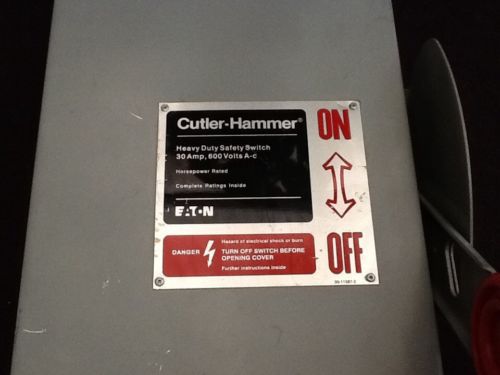 Cutler-Hammer®
ON
Heavy Duty Safety Switch
30 Amp, 600 Volts A-c
Horsepower Rated
Complete Ratings Inside
EATON
OFF
DANGER
Hazard of electrical shock or burn
TURN OFF SWITCH BEFORE
OPENING COVER
Further instructions inside